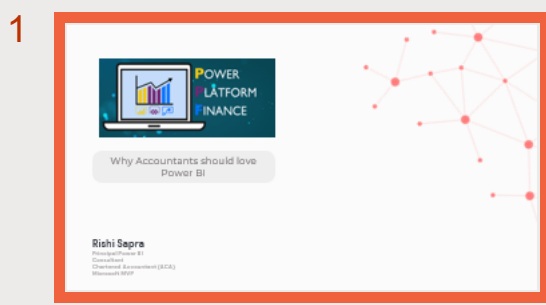 1
POWER
PLATFORM
FINANCE
Why Accountants should love
Power BI
Rishi Sapra
Principal Power BI
Consultant
Chartered Accountant (ACA)
Microsoft MVP